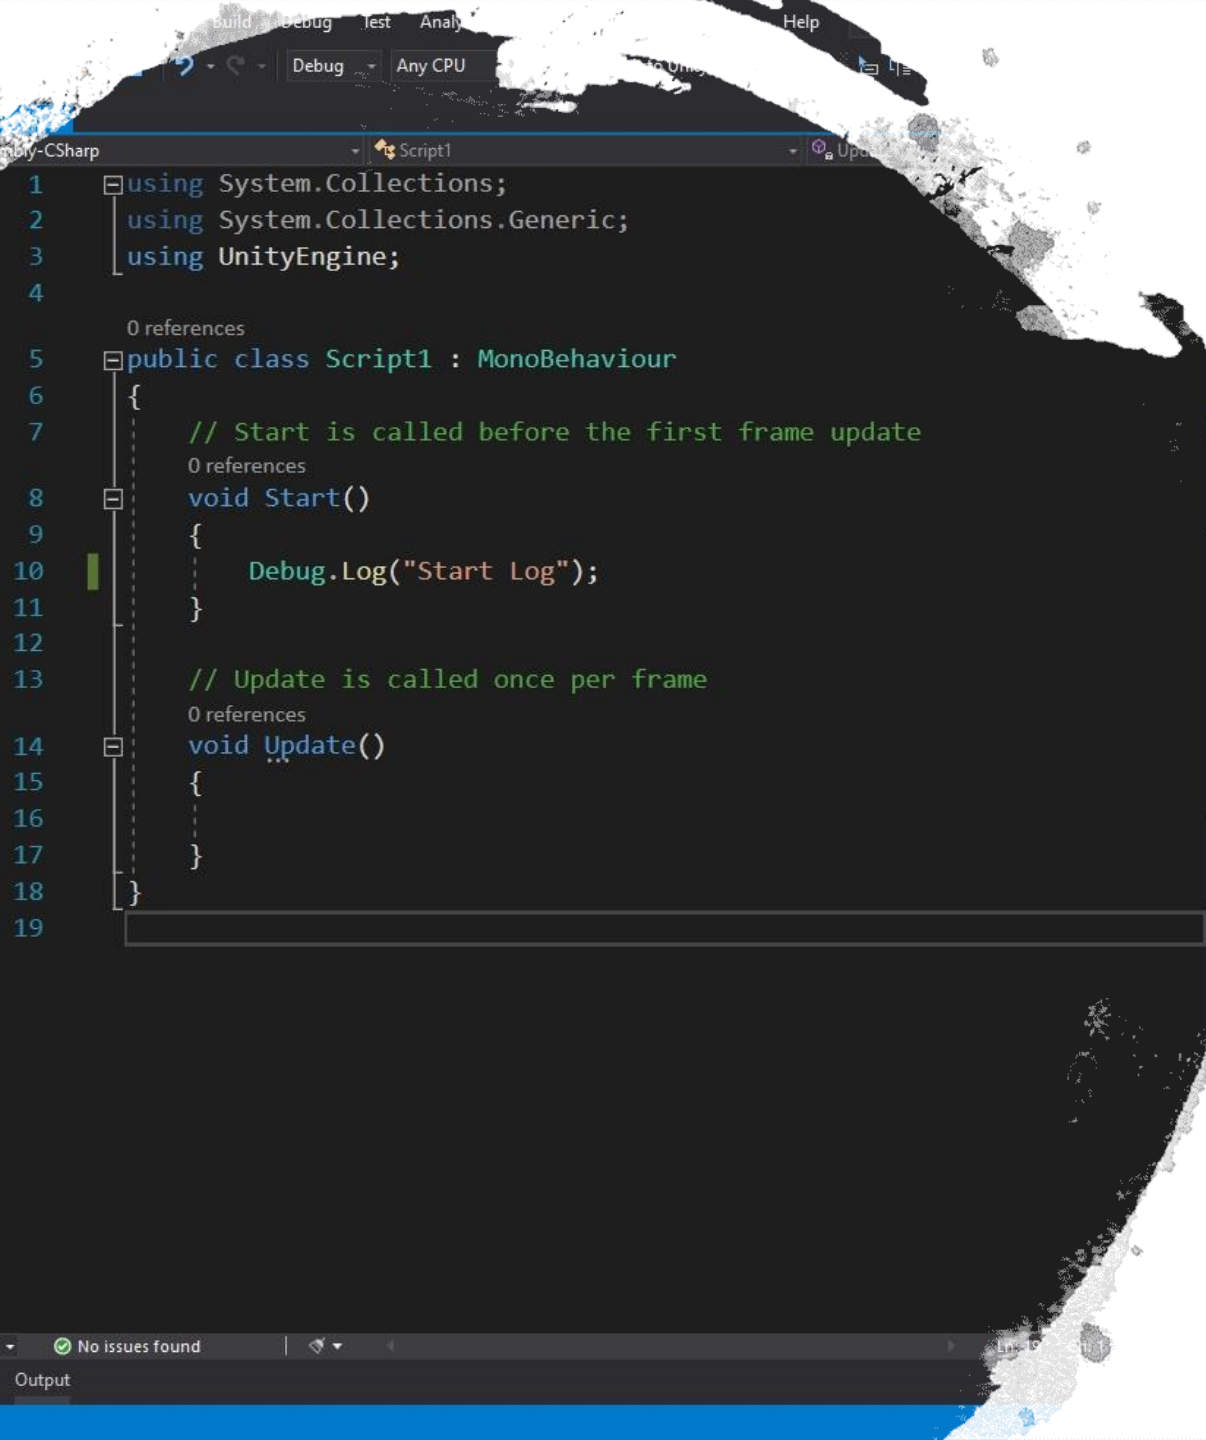 Build Debug Test Help
Debug Any CPU
Script1
1 using System.Collections;
2 using System.Collections.Generic;
3 using UnityEngine;
4
0 references
5 public class Script1 : MonoBehaviour
6 {
7 // Start is called before the first frame update
0 references
8 void Start()
9 {
10 Debug.Log("Start Log");
11 }
12
13 // Update is called once per frame
0 references
14 void Update()
15 {
16
17 }
18 }
19
No issues found
Output